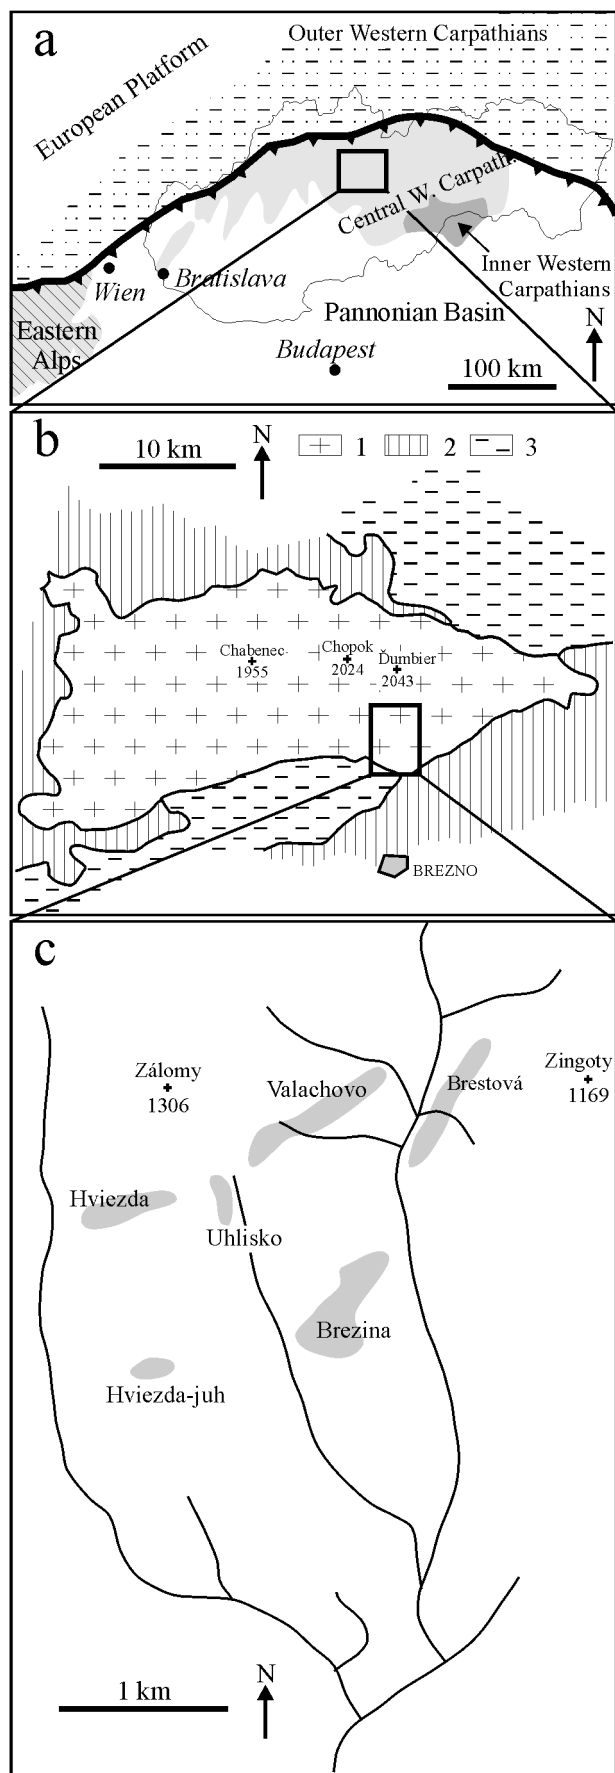 a
Outer Western Carpathians
European Platform
Central W. Carpath.
Wien
Bratislava
Inner Western
Carpathians
Eastern
Alps
Pannonian Basin
Budapest
N
100 km
b
10 km
N
1
2
3
Chabenec
1955
Chopok
2024
Ďumbier
2043
BREZNO
c
Zálomy
1306
Valachovo
Brestová
Zingoty
1169
Hviezda
Uhlisko
Brezina
Hviezda-juh
1 km
N